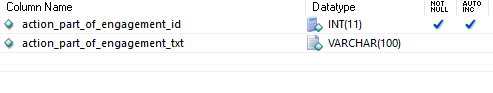 Column Name Datatype NOT NULL AUTO INC
action_part_of_engagement_id INT(11)
action_part_of_engagement_txt VARCHAR(100)